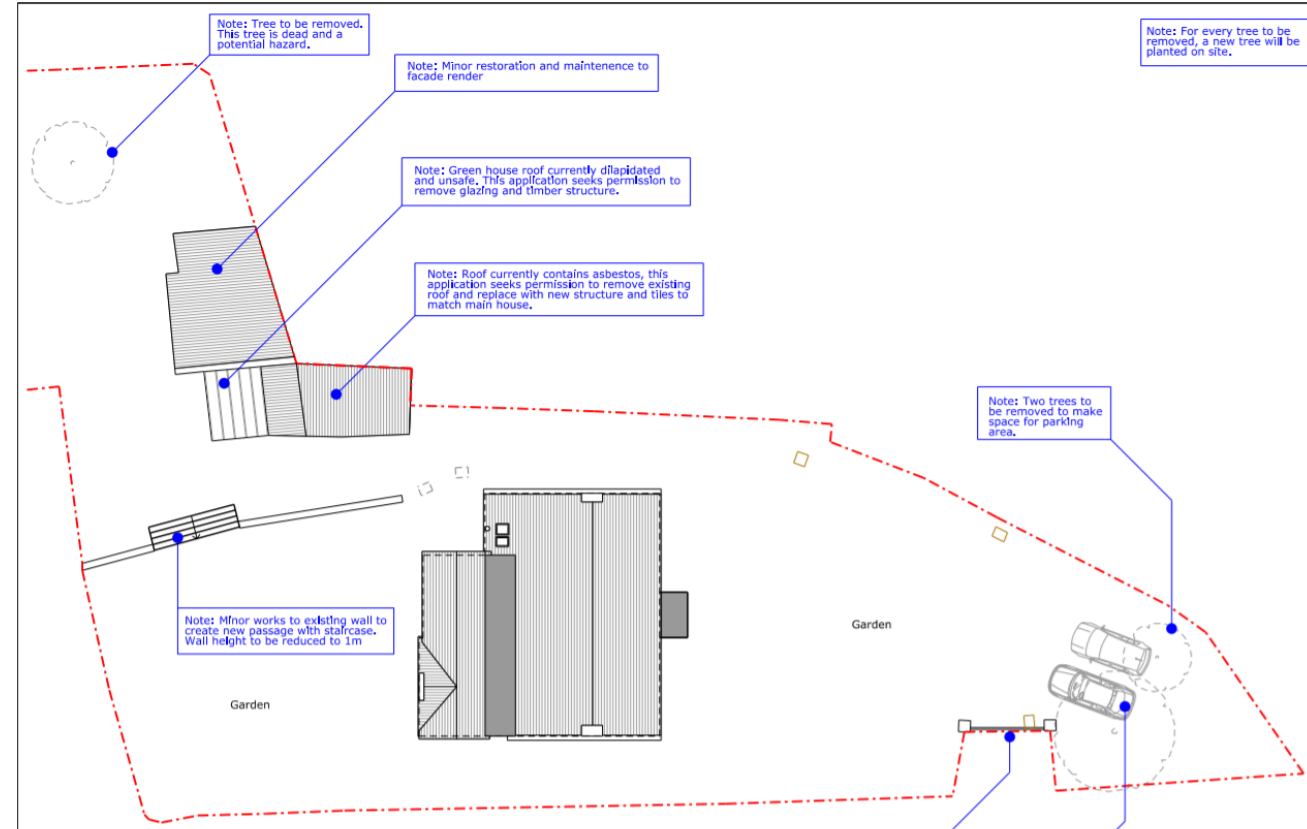 Note: Tree to be removed.
This tree is dead and a
potential hazard.
Note: For every tree to be
removed, a new tree will be
planted on site.
Note: Minor restoration and maintenence to
facade render
Note: Green house roof currently dilapidated
and unsafe. This application seeks permission to
remove glazing and timber structure.
Note: Roof currently contains asbestos, this
application seeks permission to remove existing
roof and replace with new structure and tiles to
match main house.
Note: Two trees to
be removed to make
space for parking
area.
Note: Minor works to existing wall to
create new passage with staircase.
Wall height to be reduced to 1m
Garden
Garden